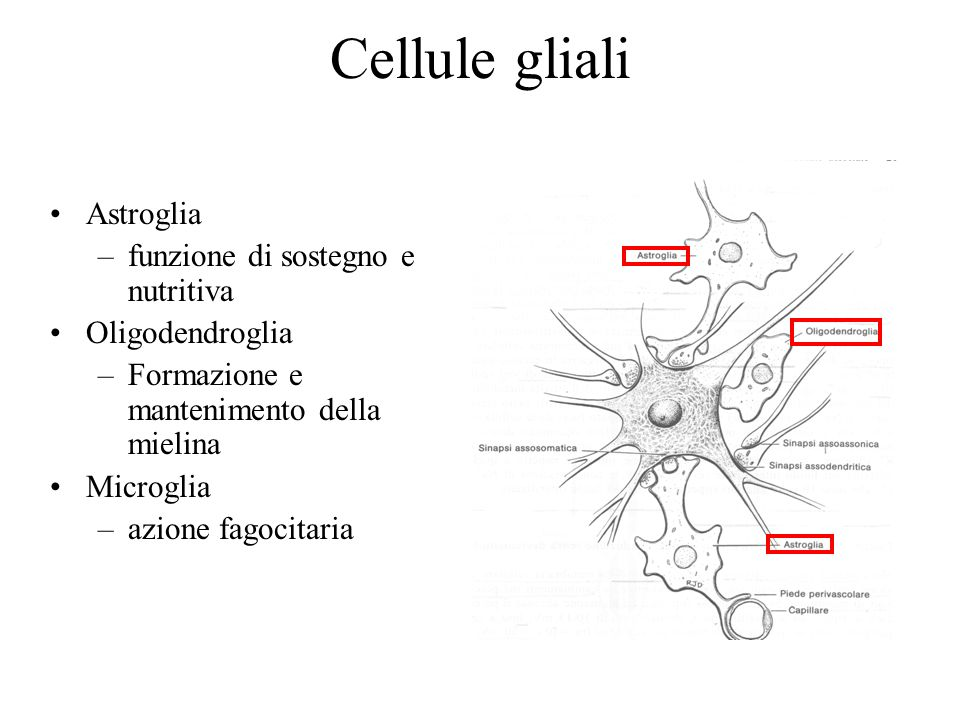 Cellule gliali
• Astroglia
– funzione di sostegno e
nutritiva
• Oligodendroglia
– Formazione e
mantenimento della
mielina
• Microglia
– azione fagocitaria
Astroglia
Oligodendroglia
Sinapsi assosomatica
Sinapsi assoassonica
Sinapsi assodendritica
Astroglia
RJD
Piede perivascolare
Capillare